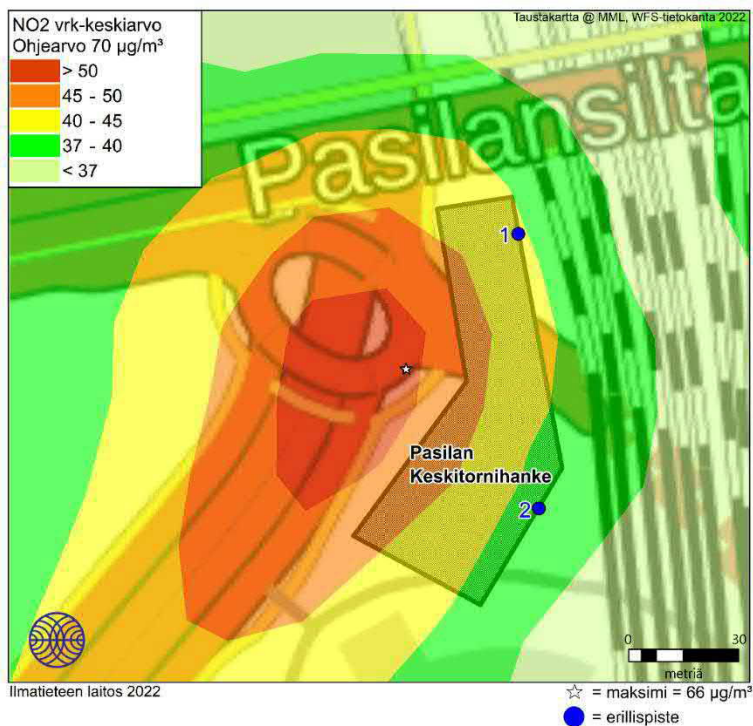 NO2 vrk-keskiarvo
Ohjearvo 70 µg/m³
> 50
45 - 50
40 - 45
37 - 40
< 37
Taustakartta @ MML, WFS-tietokanta 2022
Pasilansilta
1
Pasilan
Keskitornihanke
2
0 30
metriä
Ilmatieteen laitos 2022
☆ = maksimi = 66 µg/m³
= erillispiste